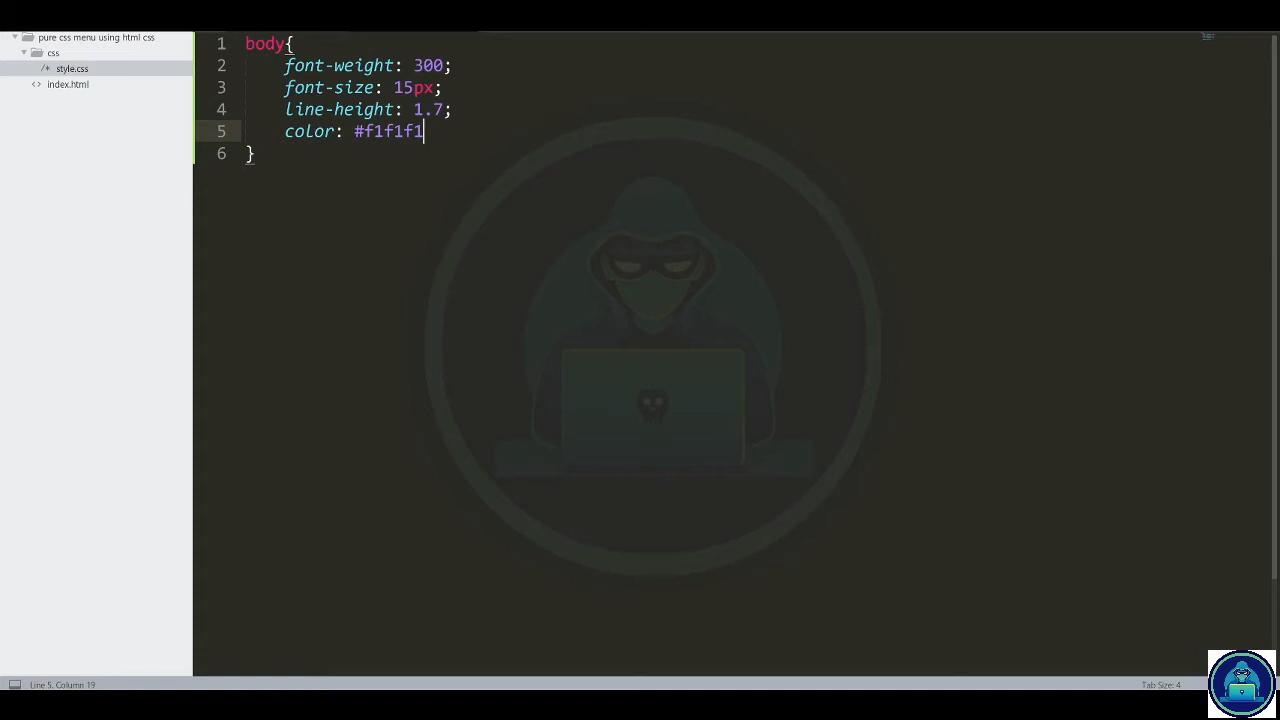 pure css menu using html css
css
/* style.css
<> index.html
1 body{
2 font-weight: 300;
3 font-size: 15px;
4 line-height: 1.7;
5 color: #f1f1f1
6 }
Line 5, Column 19
Tab Size: 4